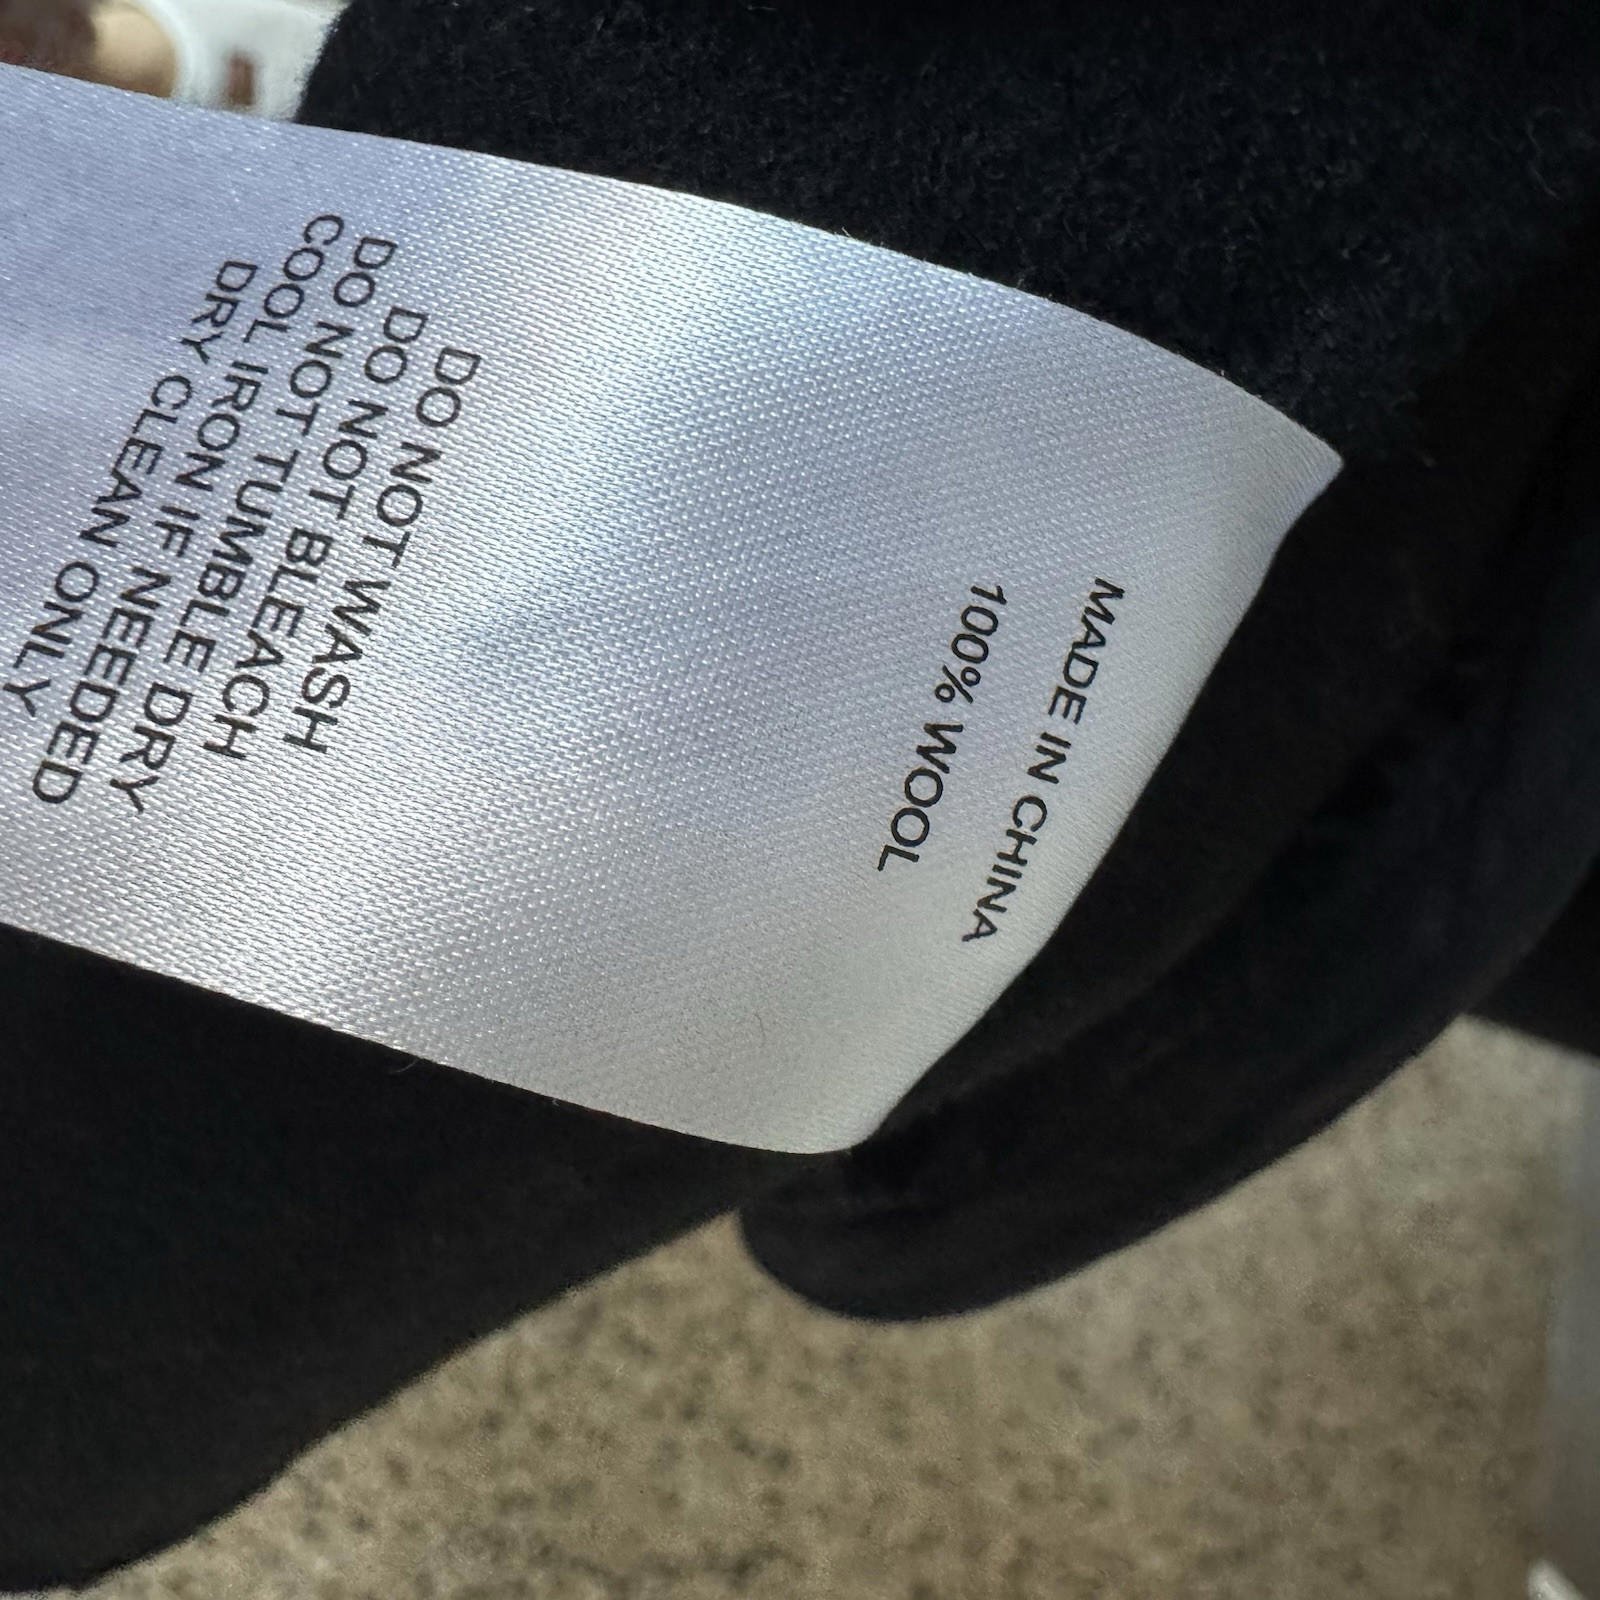 MADE IN CHINA
100% WOOL
DO NOT WASH
DO NOT BLEACH
DO NOT TUMBLE DRY
COOL IRON IF NEEDED
DRY CLEAN ONLY